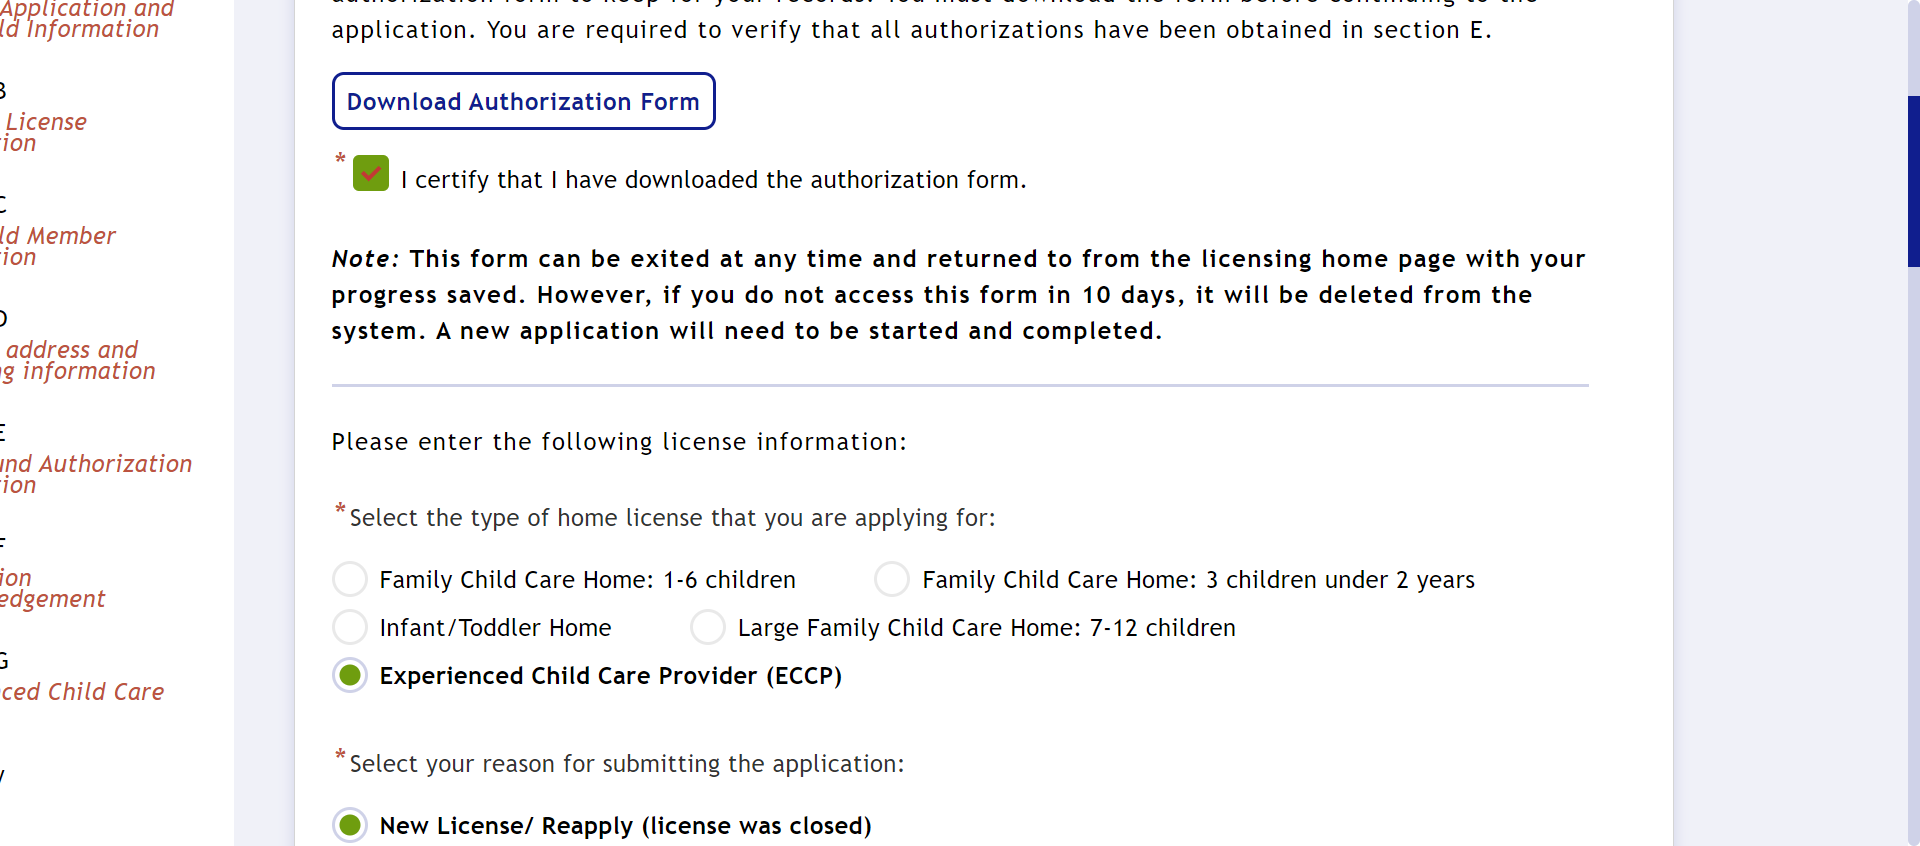 Application and
ld Information
B
License
tion
C
ld Member
tion
D
address and
ng information
E
und Authorization
tion
F
ion
edgement
G
ced Child Care
application. You are required to verify that all authorizations have been obtained in section E.
Download Authorization Form
* I certify that I have downloaded the authorization form.
Note: This form can be exited at any time and returned to from the licensing home page with your
progress saved. However, if you do not access this form in 10 days, it will be deleted from the
system. A new application will need to be started and completed.
Please enter the following license information:
*Select the type of home license that you are applying for:
Family Child Care Home: 1-6 children Family Child Care Home: 3 children under 2 years
Infant/Toddler Home Large Family Child Care Home: 7-12 children
Experienced Child Care Provider (ECCP)
*Select your reason for submitting the application:
New License/ Reapply (license was closed)